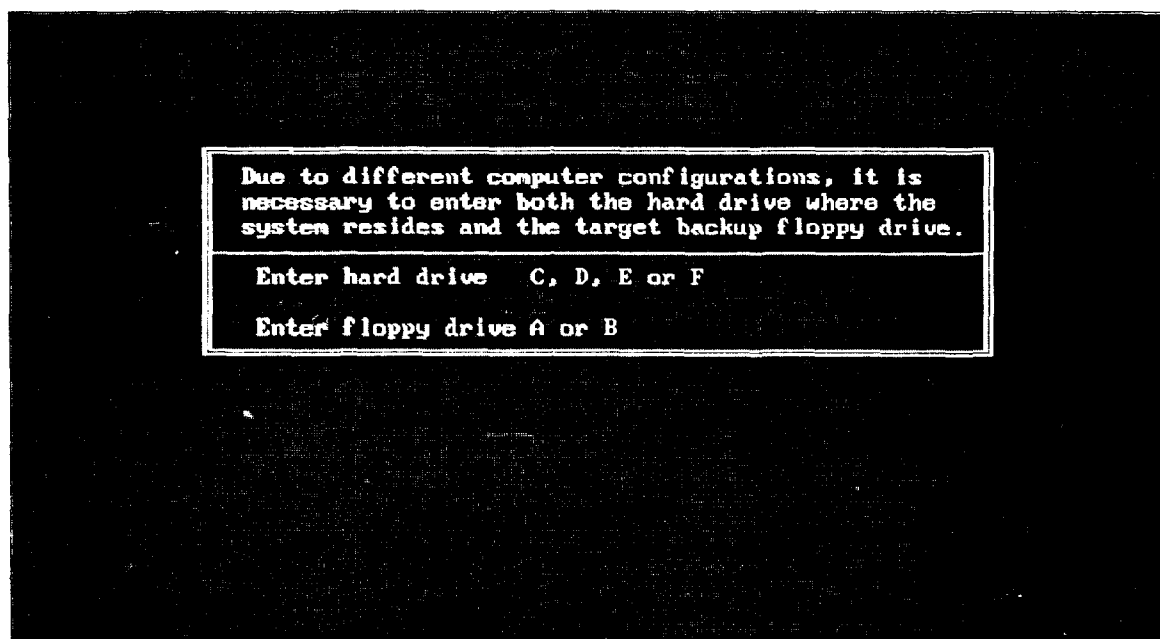 Due to different computer configurations, it is
necessary to enter both the hard drive where the
system resides and the target backup floppy drive.
Enter hard drive C, D, E or F
Enter floppy drive A or B